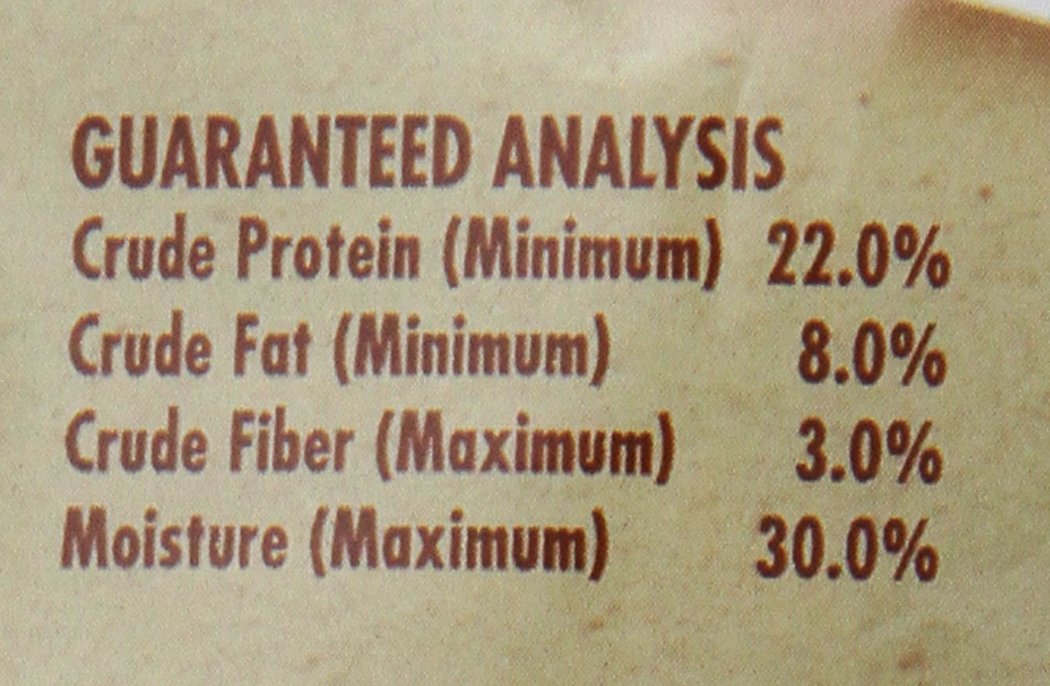 GUARANTEED ANALYSIS
Crude Protein (Minimum) 22.0%
Crude Fat (Minimum) 8.0%
Crude Fiber (Maximum) 3.0%
Moisture (Maximum) 30.0%